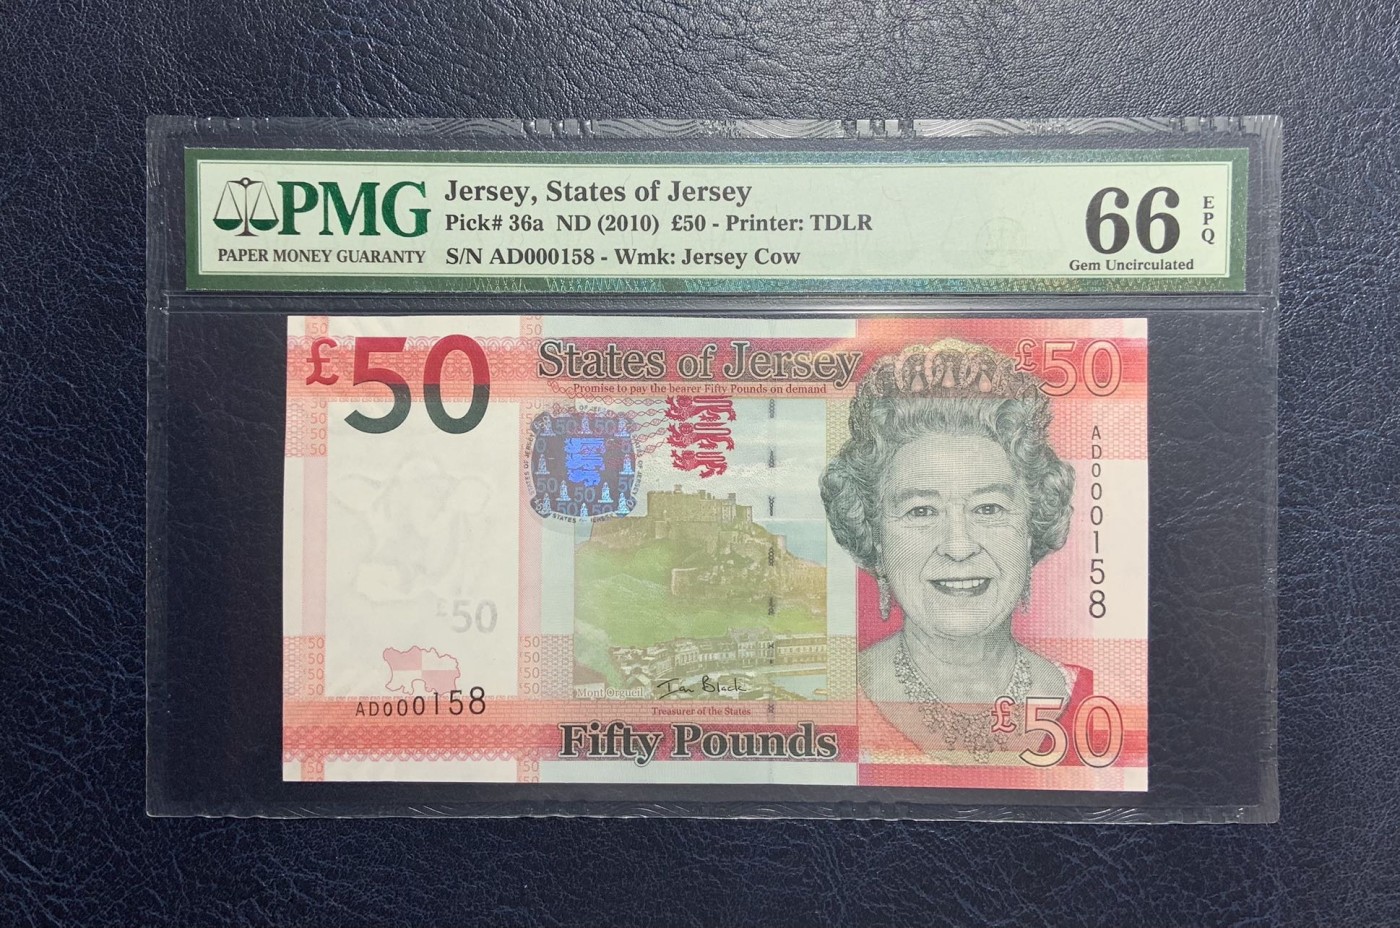 PMG
PAPER MONEY GUARANTY
Jersey, States of Jersey
Pick# 36a ND (2010) £50 - Printer: TDLR
S/N AD000158 - Wmk: Jersey Cow
66
EPQ
Gem Uncirculated
£50
States of Jersey
Promise to pay the bearer Fifty Pounds on demand
£50
AD000158
£50
Mont Orgueil
Ian Black
Treasurer of the States
AD000158
Fifty Pounds
£50